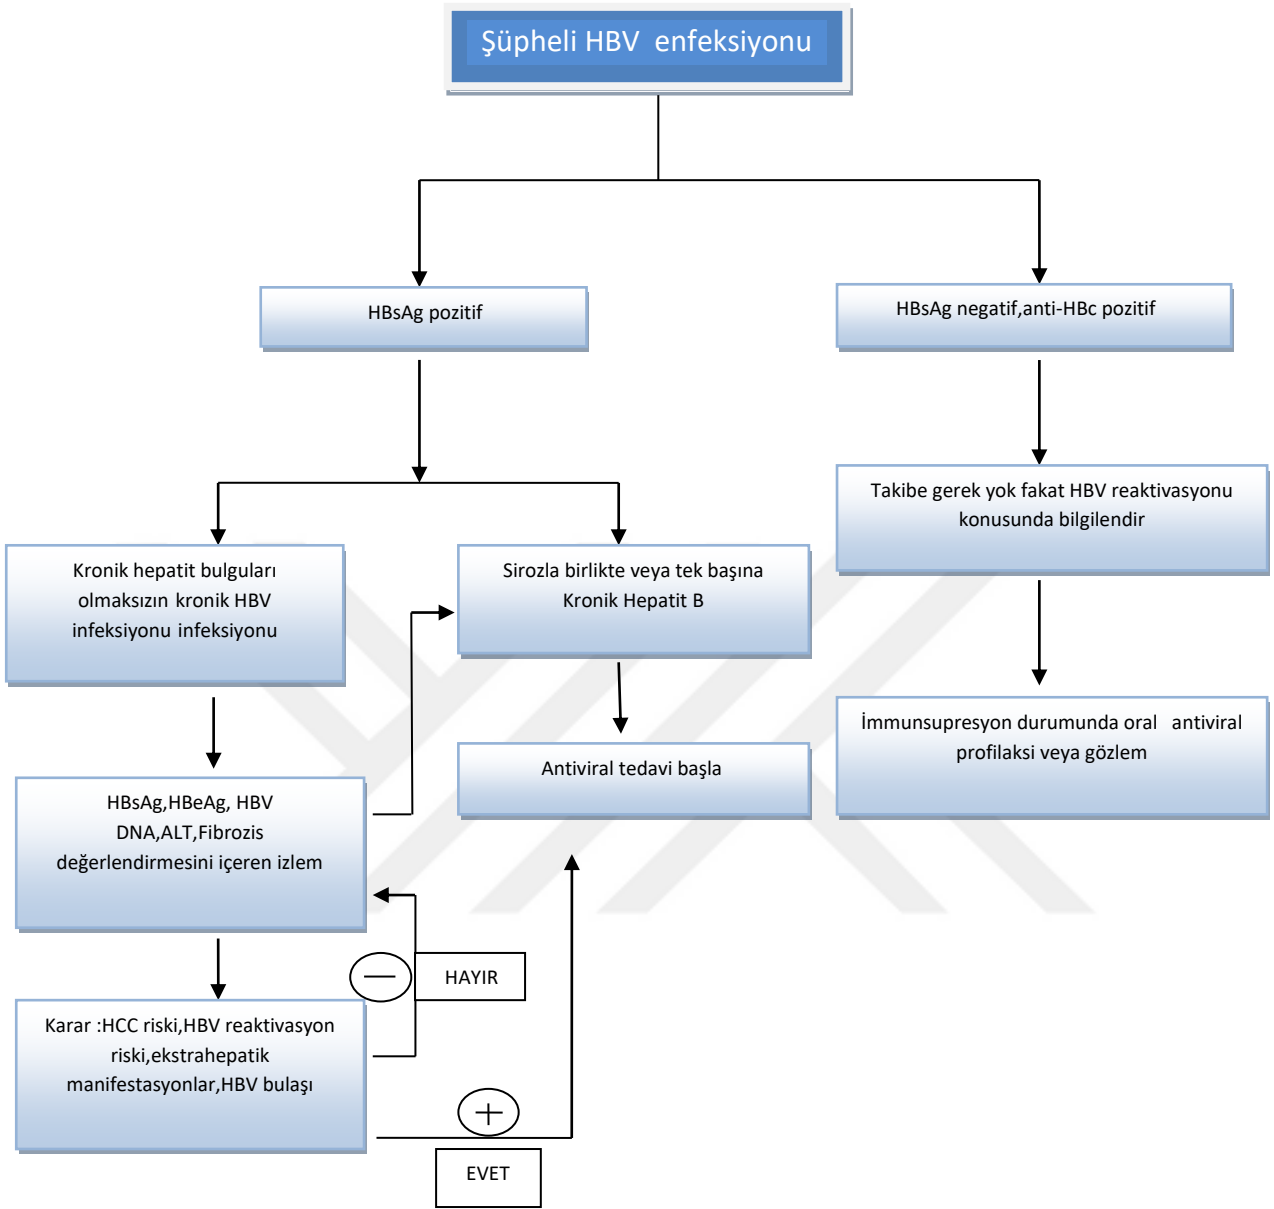 Şüpheli HBV enfeksiyonu
HBsAg pozitif
HBsAg negatif,anti-HBc pozitif
Takibe gerek yok fakat HBV reaktivasyonu
konusunda bilgilendir
Kronik hepatit bulguları
olmaksızın kronik HBV
infeksiyonu infeksiyonu
Sirozla birlikte veya tek başına
Kronik Hepatit B
İmmunsupresyon durumunda oral antiviral
profilaksi veya gözlem
Antiviral tedavi başla
HBsAg,HBeAg, HBV
DNA,ALT,Fibrozis
değerlendirmesini içeren izlem
HAYIR
Karar :HCC riski,HBV reaktivasyon
riski,ekstrahepatik
manifestasyonlar,HBV bulaşı
EVET